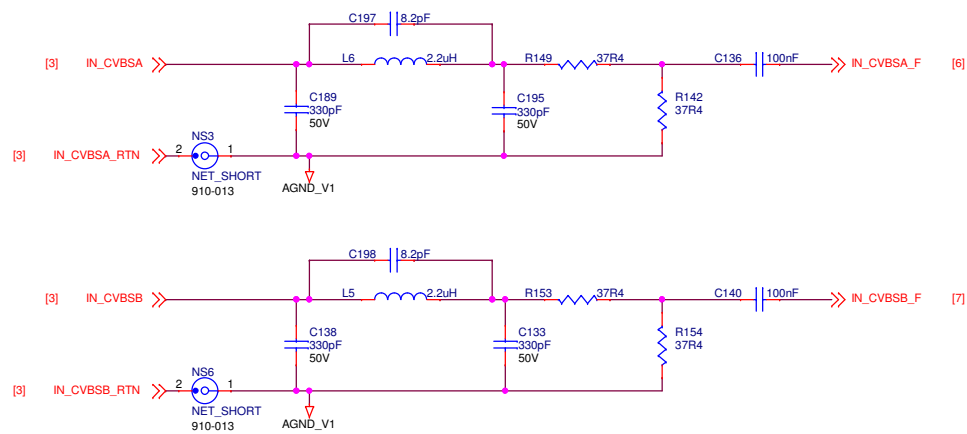 C197 8.2pF
[3] IN_CVBSA L6 2.2uH R149 37R4 C136 100nF IN_CVBSA_F [6]
C189
330pF
50V
C195
330pF
50V
R142
37R4
NS3
[3] IN_CVBSA_RTN 2 1
NET_SHORT
910-013
AGND_V1
C198 8.2pF
[3] IN_CVBSB L5 2.2uH R153 37R4 C140 100nF IN_CVBSB_F [7]
C138
330pF
50V
C133
330pF
50V
R154
37R4
NS6
[3] IN_CVBSB_RTN 2 1
NET_SHORT
910-013
AGND_V1